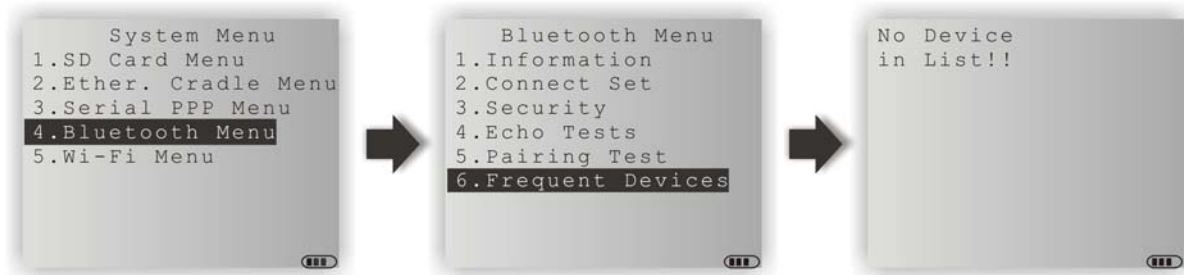 System Menu
1.SD Card Menu
2.Ether. Cradle Menu
3.Serial PPP Menu
4.Bluetooth Menu
5.Wi-Fi Menu
Bluetooth Menu
1.Information
2.Connect Set
3.Security
4.Echo Tests
5.Pairing Test
6.Frequent Devices
No Device
in List!!